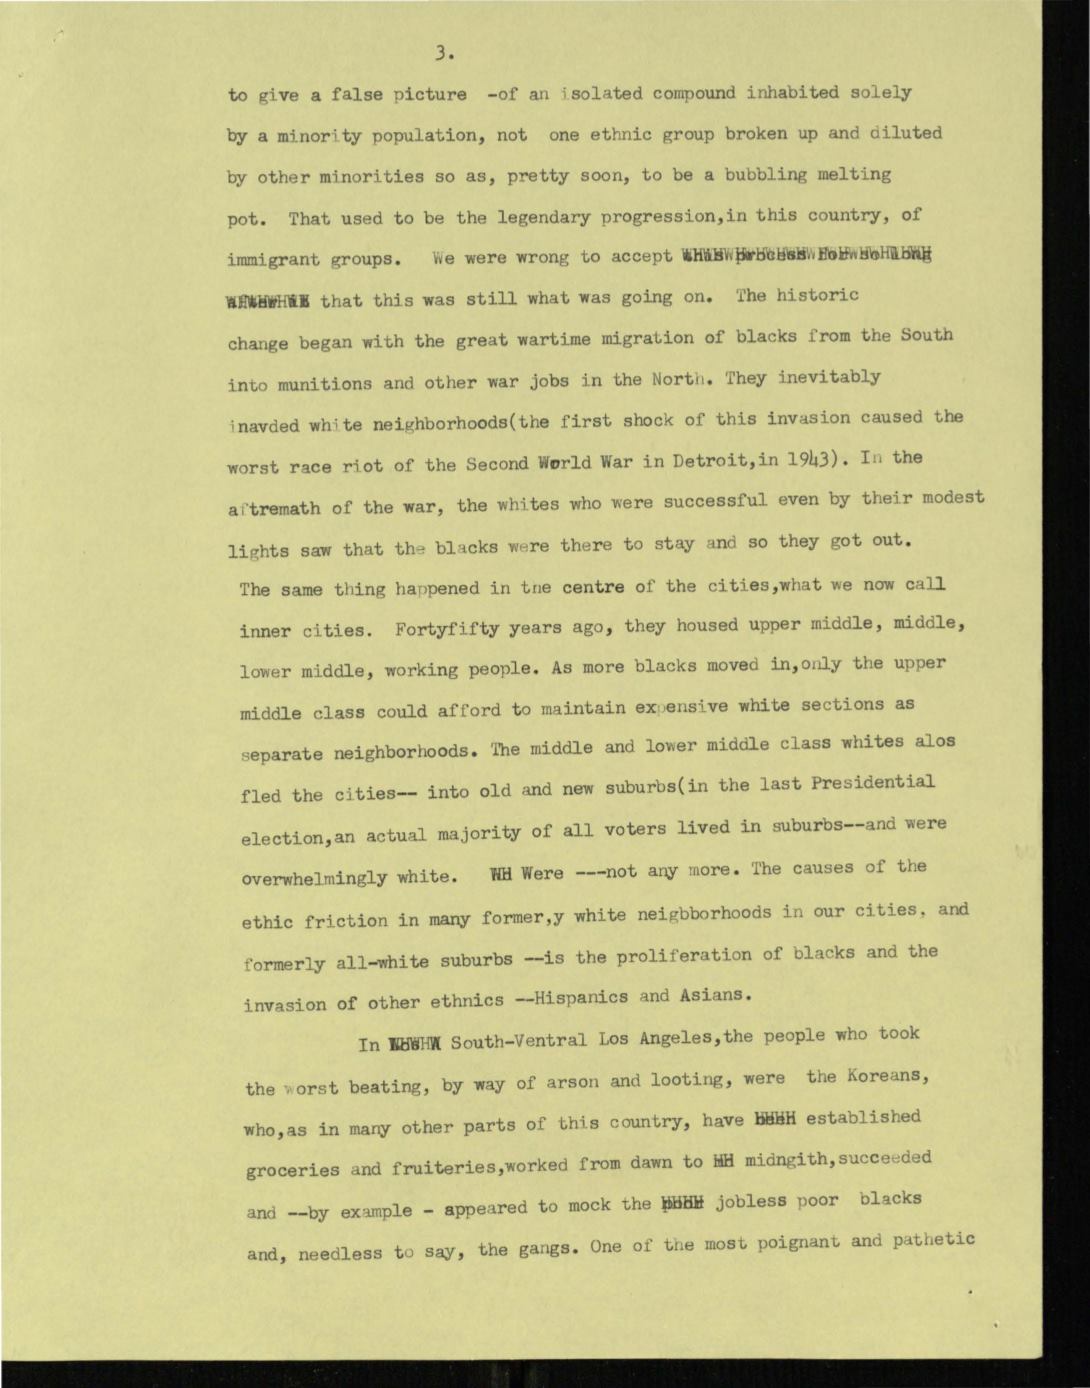 3.
to give a false picture -of an isolated compound inhabited solely
by a minority population, not one ethnic group broken up and diluted
by other minorities so as, pretty soon, to be a bubbling melting
pot. That used to be the legendary progression,in this country, of
immigrant groups. We were wrong to accept
that this was still what was going on. The historic
change began with the great wartime migration of blacks from the South
into munitions and other war jobs in the North. They inevitably
inavded white neighborhoods(the first shock of this invasion caused the
worst race riot of the Second World War in Detroit,in 1943). In the
aftremath of the war, the whites who were successful even by their modest
lights saw that the blacks were there to stay and so they got out.
The same thing happened in tne centre of the cities,what we now call
inner cities. Fortyfifty years ago, they housed upper middle, middle,
lower middle, working people. As more blacks moved in,only the upper
middle class could afford to maintain expensive white sections as
separate neighborhoods. The middle and lower middle class whites alos
fled the cities-- into old and new suburbs(in the last Presidential
election,an actual majority of all voters lived in suburbs--and were
overwhelmingly white. WH Were ---not any more. The causes of the
ethic friction in many former,y white neigbborhoods in our cities, and
formerly all-white suburbs --is the proliferation of blacks and the
invasion of other ethnics --Hispanics and Asians.
In South-Ventral Los Angeles,the people who took
the worst beating, by way of arson and looting, were the Koreans,
who,as in many other parts of this country, have established
groceries and fruiteries,worked from dawn to midngith,succeeded
and --by example - appeared to mock the jobless poor blacks
and, needless to say, the gangs. One of the most poignant and pathetic